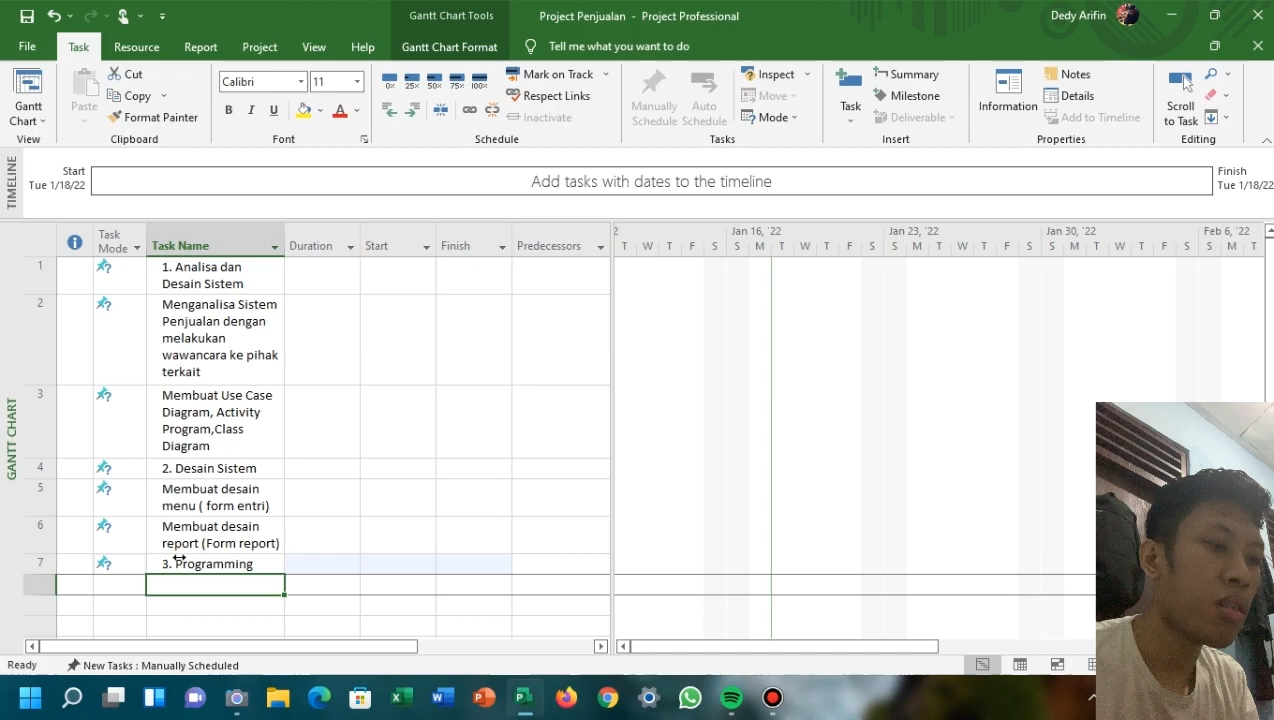 Gantt Chart Tools
Project Penjualan - Project Professional
Dedy Arifin
File
Task
Resource
Report
Project
View
Help
Gantt Chart Format
Tell me what you want to do
Gantt
Chart
View
Paste
Cut
Copy
Format Painter
Clipboard
Calibri
11
B
I
U
A
Font
0%
25%
50%
75%
100%
Mark on Track
Respect Links
Inactivate
Schedule
Manually
Schedule
Auto
Schedule
Inspect
Move
Mode
Tasks
Task
Summary
Milestone
Deliverable
Insert
Information
Notes
Details
Add to Timeline
Properties
Scroll
to Task
Editing
TIMELINE
Start
Tue 1/18/22
Add tasks with dates to the timeline
Finish
Tue 1/18/22
GANTT CHART
Task
Mode
Task Name
Duration
Start
Finish
Predecessors
2
Jan 16, '22
Jan 23, '22
Jan 30, '22
Feb 6, '22
T W T F S S M T W T F S S M T W T F S S M T W T F S S M T
1
1. Analisa dan
Desain Sistem
2
Menganalisa Sistem
Penjualan dengan
melakukan
wawancara ke pihak
terkait
3
Membuat Use Case
Diagram, Activity
Program,Class
Diagram
4
2. Desain Sistem
5
Membuat desain
menu ( form entri)
6
Membuat desain
report (Form report)
7
3. Programming
Ready
New Tasks : Manually Scheduled